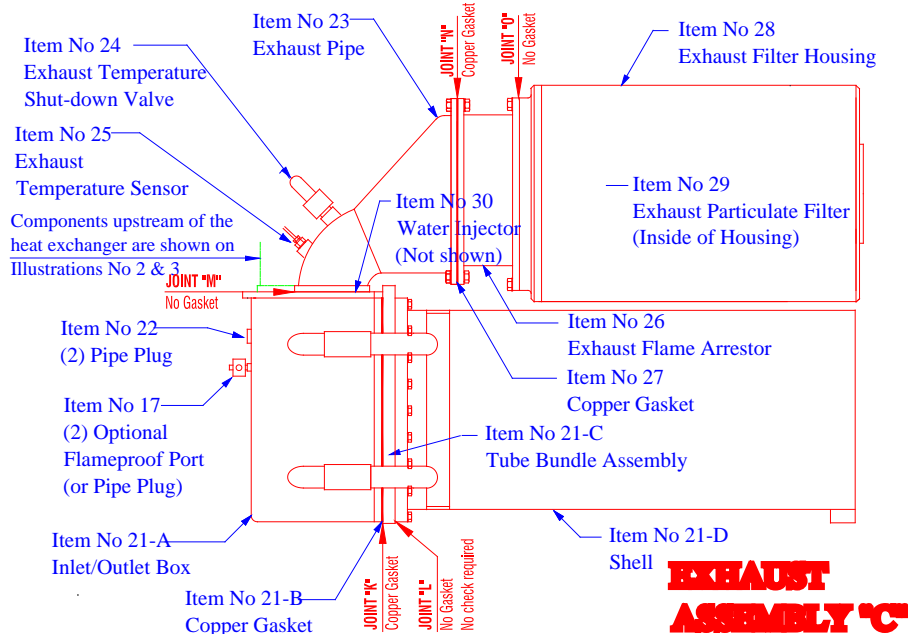 Item No 24
Exhaust Temperature
Shut-down Valve
Item No 23
Exhaust Pipe
JOINT "N"
Copper Gasket
JOINT "O"
No Gasket
Item No 28
Exhaust Filter Housing
Item No 25
Exhaust
Temperature Sensor
Item No 30
Water Injector
(Not shown)
Item No 29
Exhaust Particulate Filter
(Inside of Housing)
Components upstream of the
heat exchanger are shown on
Illustrations No 2 & 3
JOINT "M"
No Gasket
Item No 22
(2) Pipe Plug
Item No 26
Exhaust Flame Arrestor
Item No 27
Copper Gasket
Item No 17
(2) Optional
Flameproof Port
(or Pipe Plug)
Item No 21-C
Tube Bundle Assembly
Item No 21-A
Inlet/Outlet Box
Item No 21-B
Copper Gasket
JOINT "K"
Copper Gasket
JOINT "L"
No Gasket
No check required
Item No 21-D
Shell
EXHAUST
ASSEMBLY "C"